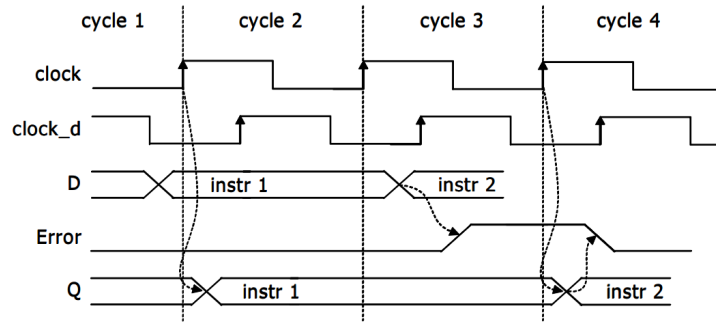 cycle 1 cycle 2 cycle 3 cycle 4
clock
clock_d
D instr 1 instr 2
Error
Q instr 1 instr 2